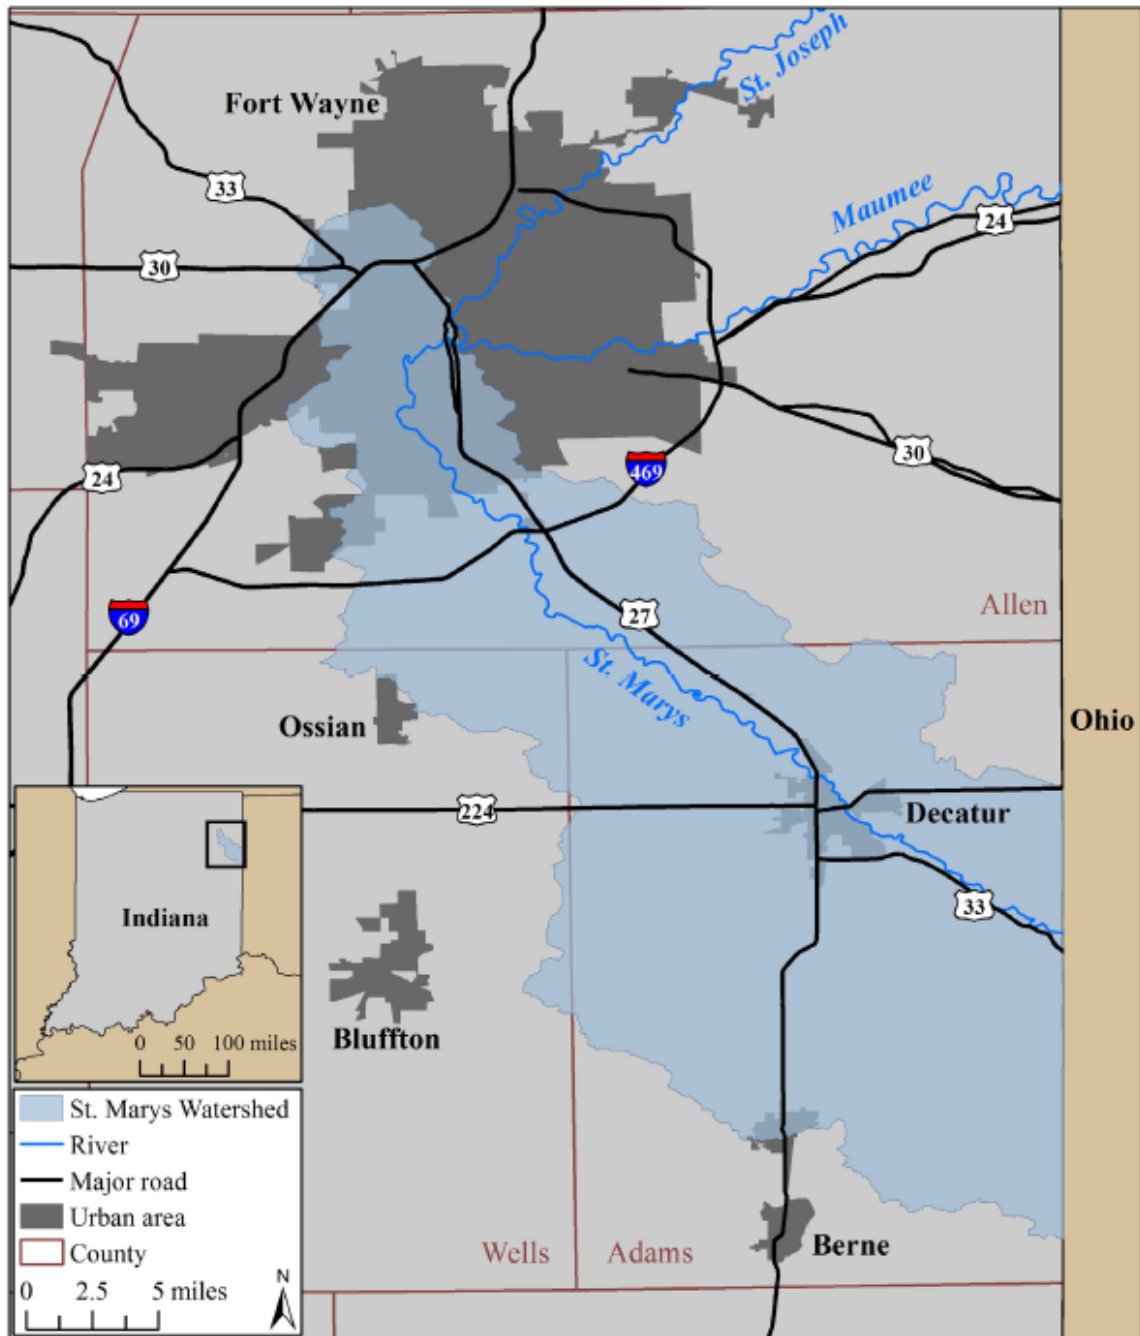 St. Joseph
Fort Wayne
33
Maumee
24
30
24
30
469
69
27
Allen
St. Marys
Ossian
Ohio
224
Decatur
33
Indiana
0 50 100 miles
Bluffton
St. Marys Watershed
River
Major road
Urban area
County
0 2.5 5 miles
N
Wells
Adams
Berne